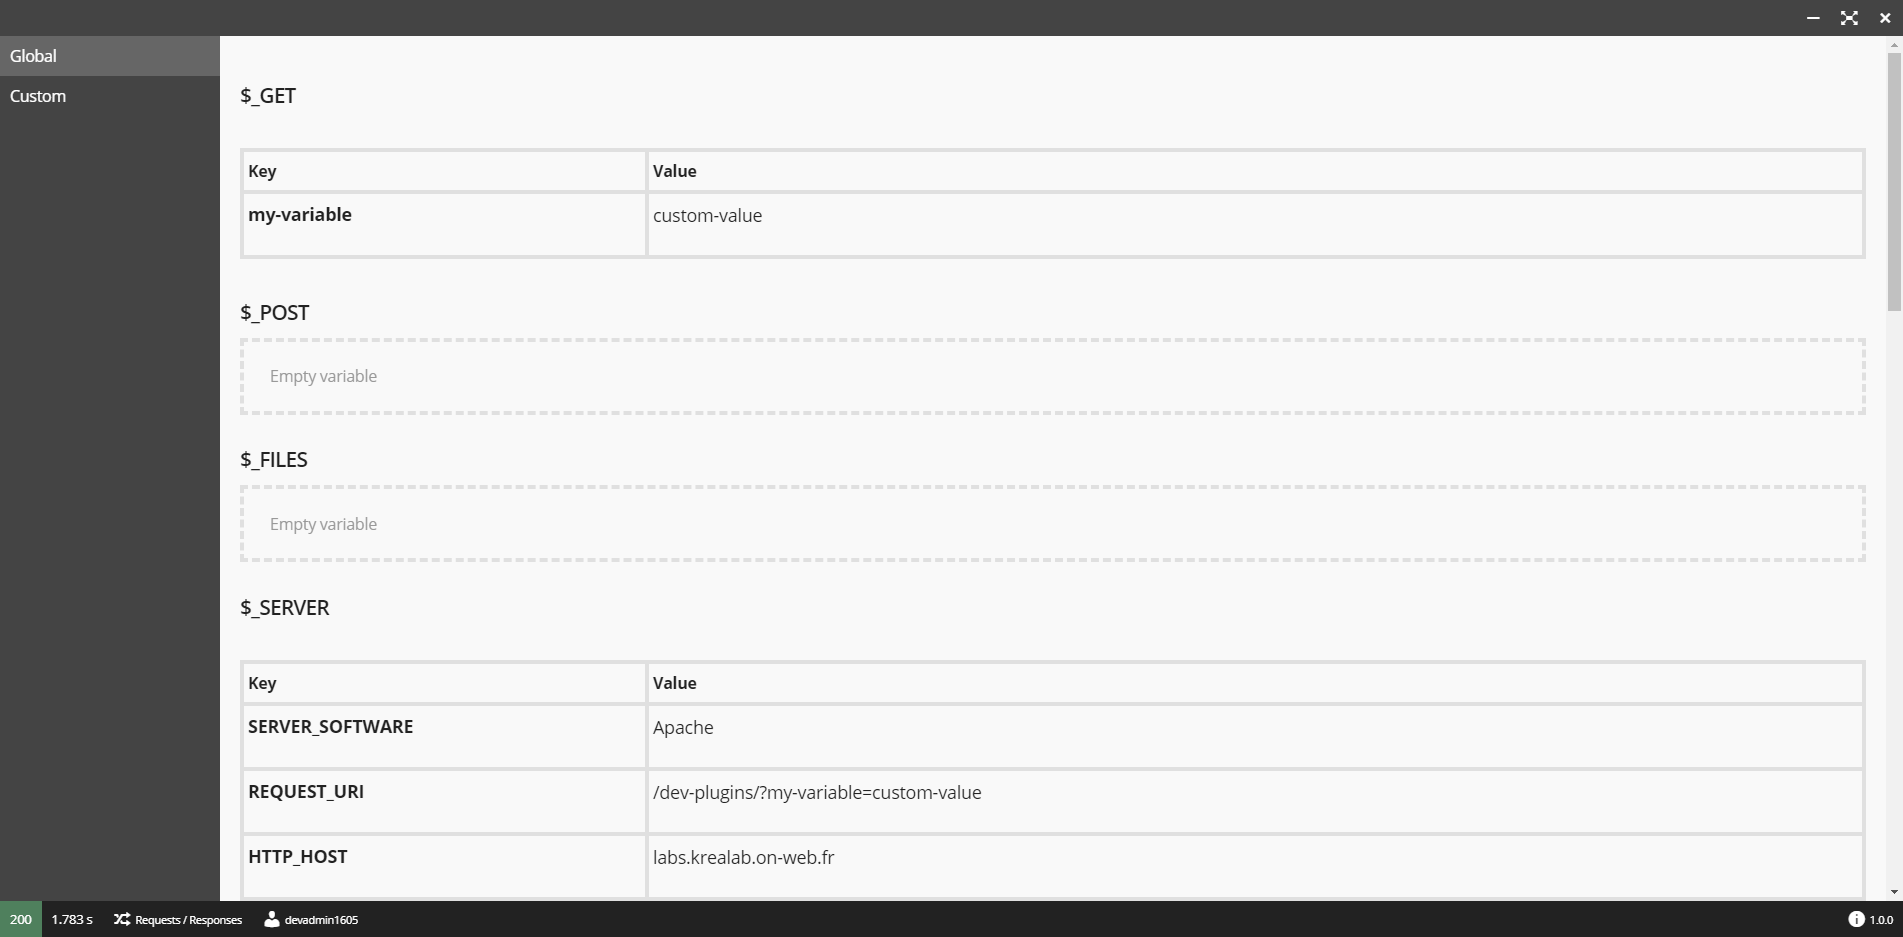 Global
Custom
$_GET
Key Value
my-variable custom-value
$_POST
Empty variable
$_FILES
Empty variable
$_SERVER
Key Value
SERVER_SOFTWARE Apache
REQUEST_URI /dev-plugins/?my-variable=custom-value
HTTP_HOST labs.krealab.on-web.fr
200 1.783 s Requests / Responses devadmin1605 1.0.0